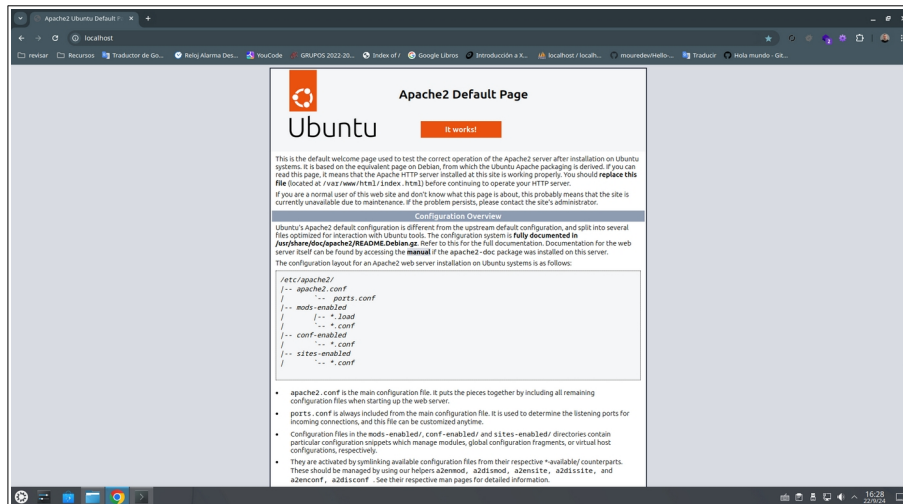 Apache2 Ubuntu Default P
localhost
revisar
Recursos
Traductor de Go...
Reloj Alarma Des...
YouCode
GRUPOS 2022-20...
Index of /
Google Libros
Introducción a X...
localhost / localh...
mouredev/Hello-...
Traducir
Hola mundo - Git...
Ubuntu
Apache2 Default Page
It works!
This is the default welcome page used to test the correct operation of the Apache2 server after installation on Ubuntu
systems. It is based on the equivalent page on Debian, from which the Ubuntu Apache packaging is derived. If you can
read this page, it means that the Apache HTTP server installed at this site is working properly. You should replace this
file (located at /var/www/html/index.html) before continuing to operate your HTTP server.
If you are a normal user of this web site and don't know what this page is about, this probably means that the site is
currently unavailable due to maintenance. If the problem persists, please contact the site's administrator.
Configuration Overview
Ubuntu's Apache2 default configuration is different from the upstream default configuration, and split into several
files optimized for interaction with Ubuntu tools. The configuration system is fully documented in
/usr/share/doc/apache2/README.Debian.gz. Refer to this for the full documentation. Documentation for the web
server itself can be found by accessing the manual if the apache2-doc package was installed on this server.
The configuration layout for an Apache2 web server installation on Ubuntu systems is as follows:
/etc/apache2/
|-- apache2.conf
|       `-- ports.conf
|-- mods-enabled
|       |-- *.load
|       `-- *.conf
|-- conf-enabled
|       `-- *.conf
|-- sites-enabled
|       `-- *.conf
• apache2.conf is the main configuration file. It puts the pieces together by including all remaining
configuration files when starting up the web server.
• ports.conf is always included from the main configuration file. It is used to determine the listening ports for
incoming connections, and this file can be customized anytime.
• Configuration files in the mods-enabled/, conf-enabled/ and sites-enabled/ directories contain
particular configuration snippets which manage modules, global configuration fragments, or virtual host
configurations, respectively.
• They are activated by symlinking available configuration files from their respective *-available/ counterparts.
These should be managed by using our helpers a2enmod, a2dismod, a2ensite, a2dissite, and
a2enconf, a2disconf . See their respective man pages for detailed information.
16:28
22/9/24